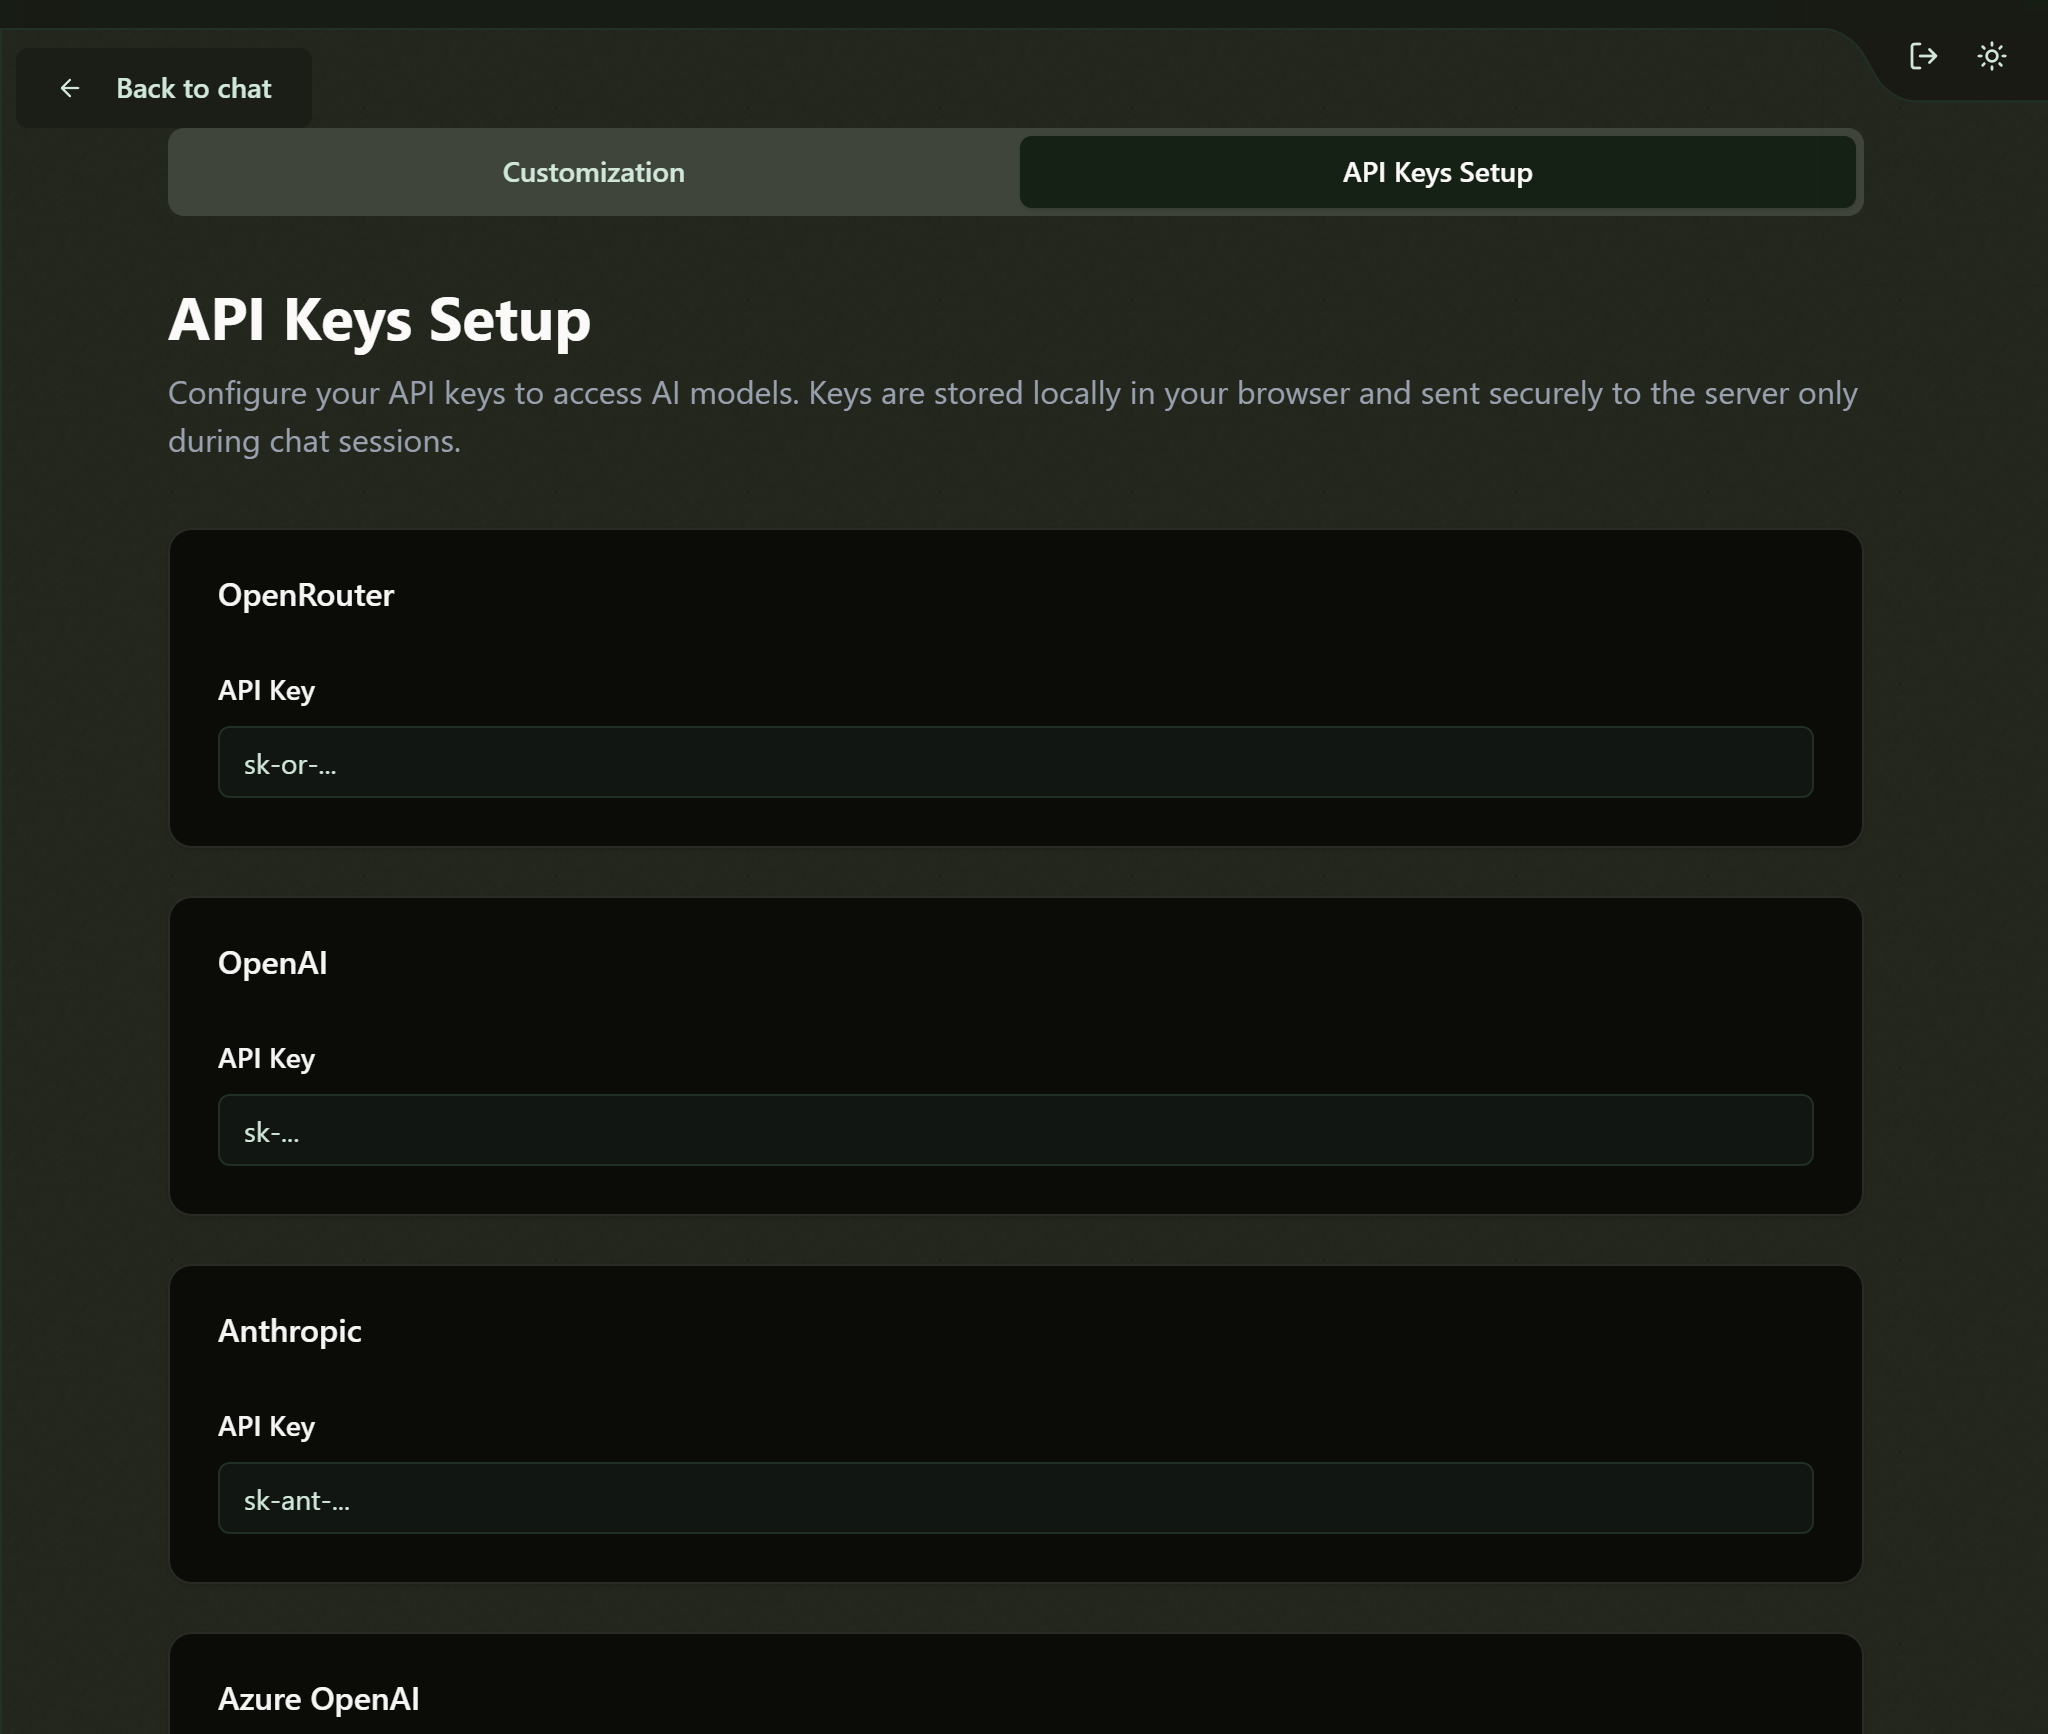 Back to chat
Customization
API Keys Setup
API Keys Setup
Configure your API keys to access AI models. Keys are stored locally in your browser and sent securely to the server only
during chat sessions.
OpenRouter
API Key
sk-or-...
OpenAI
API Key
sk-...
Anthropic
API Key
sk-ant-...
Azure OpenAI